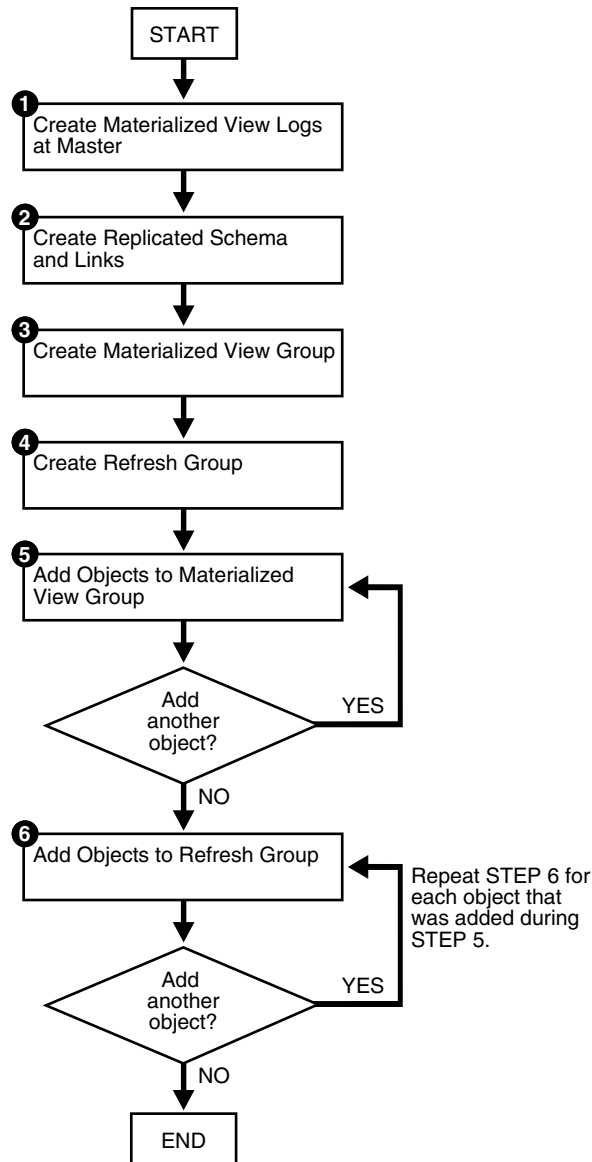 START
1
Create Materialized View Logs
at Master
2
Create Replicated Schema
and Links
3
Create Materialized View Group
4
Create Refresh Group
5
Add Objects to Materialized
View Group
Add
another
object?
YES
NO
6
Add Objects to Refresh Group
Repeat STEP 6 for
each object that
was added during
STEP 5.
Add
another
object?
YES
NO
END